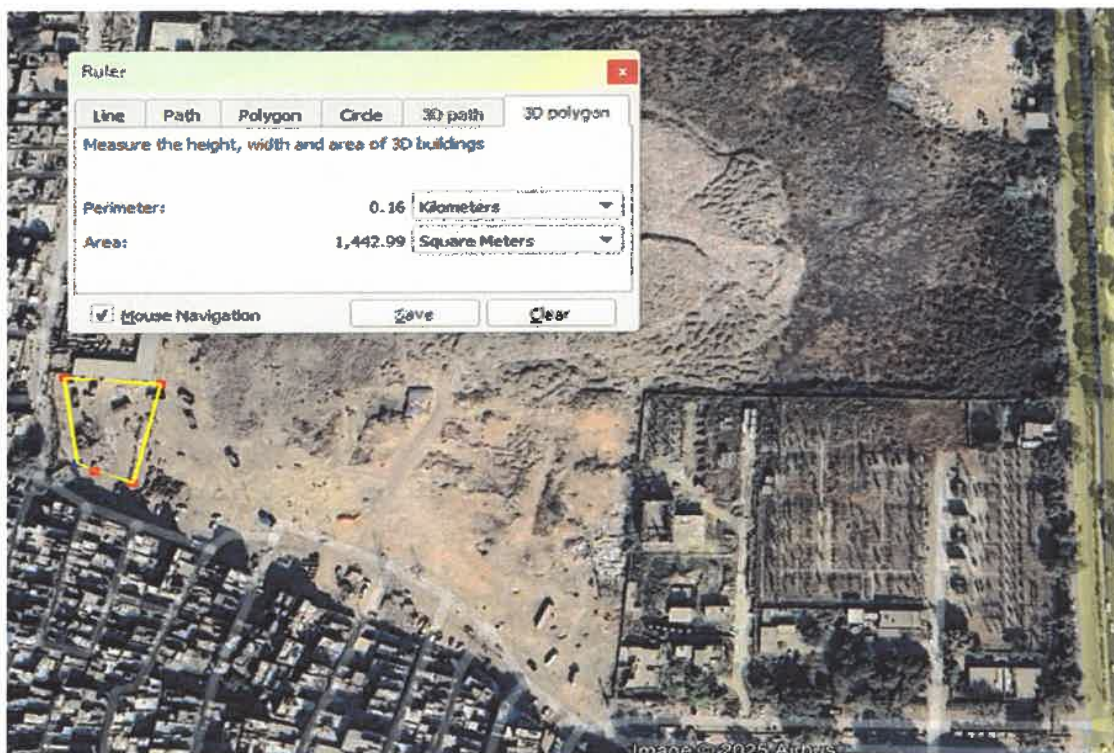 Ruler
Line Path Polygon Circle 3D path 3D polygon
Measure the height, width and area of 3D buildings
Perimeter: 0.16 Kilometers
Area: 1,442.99 Square Meters
Mouse Navigation Save Clear
Image © 2025 Airbus